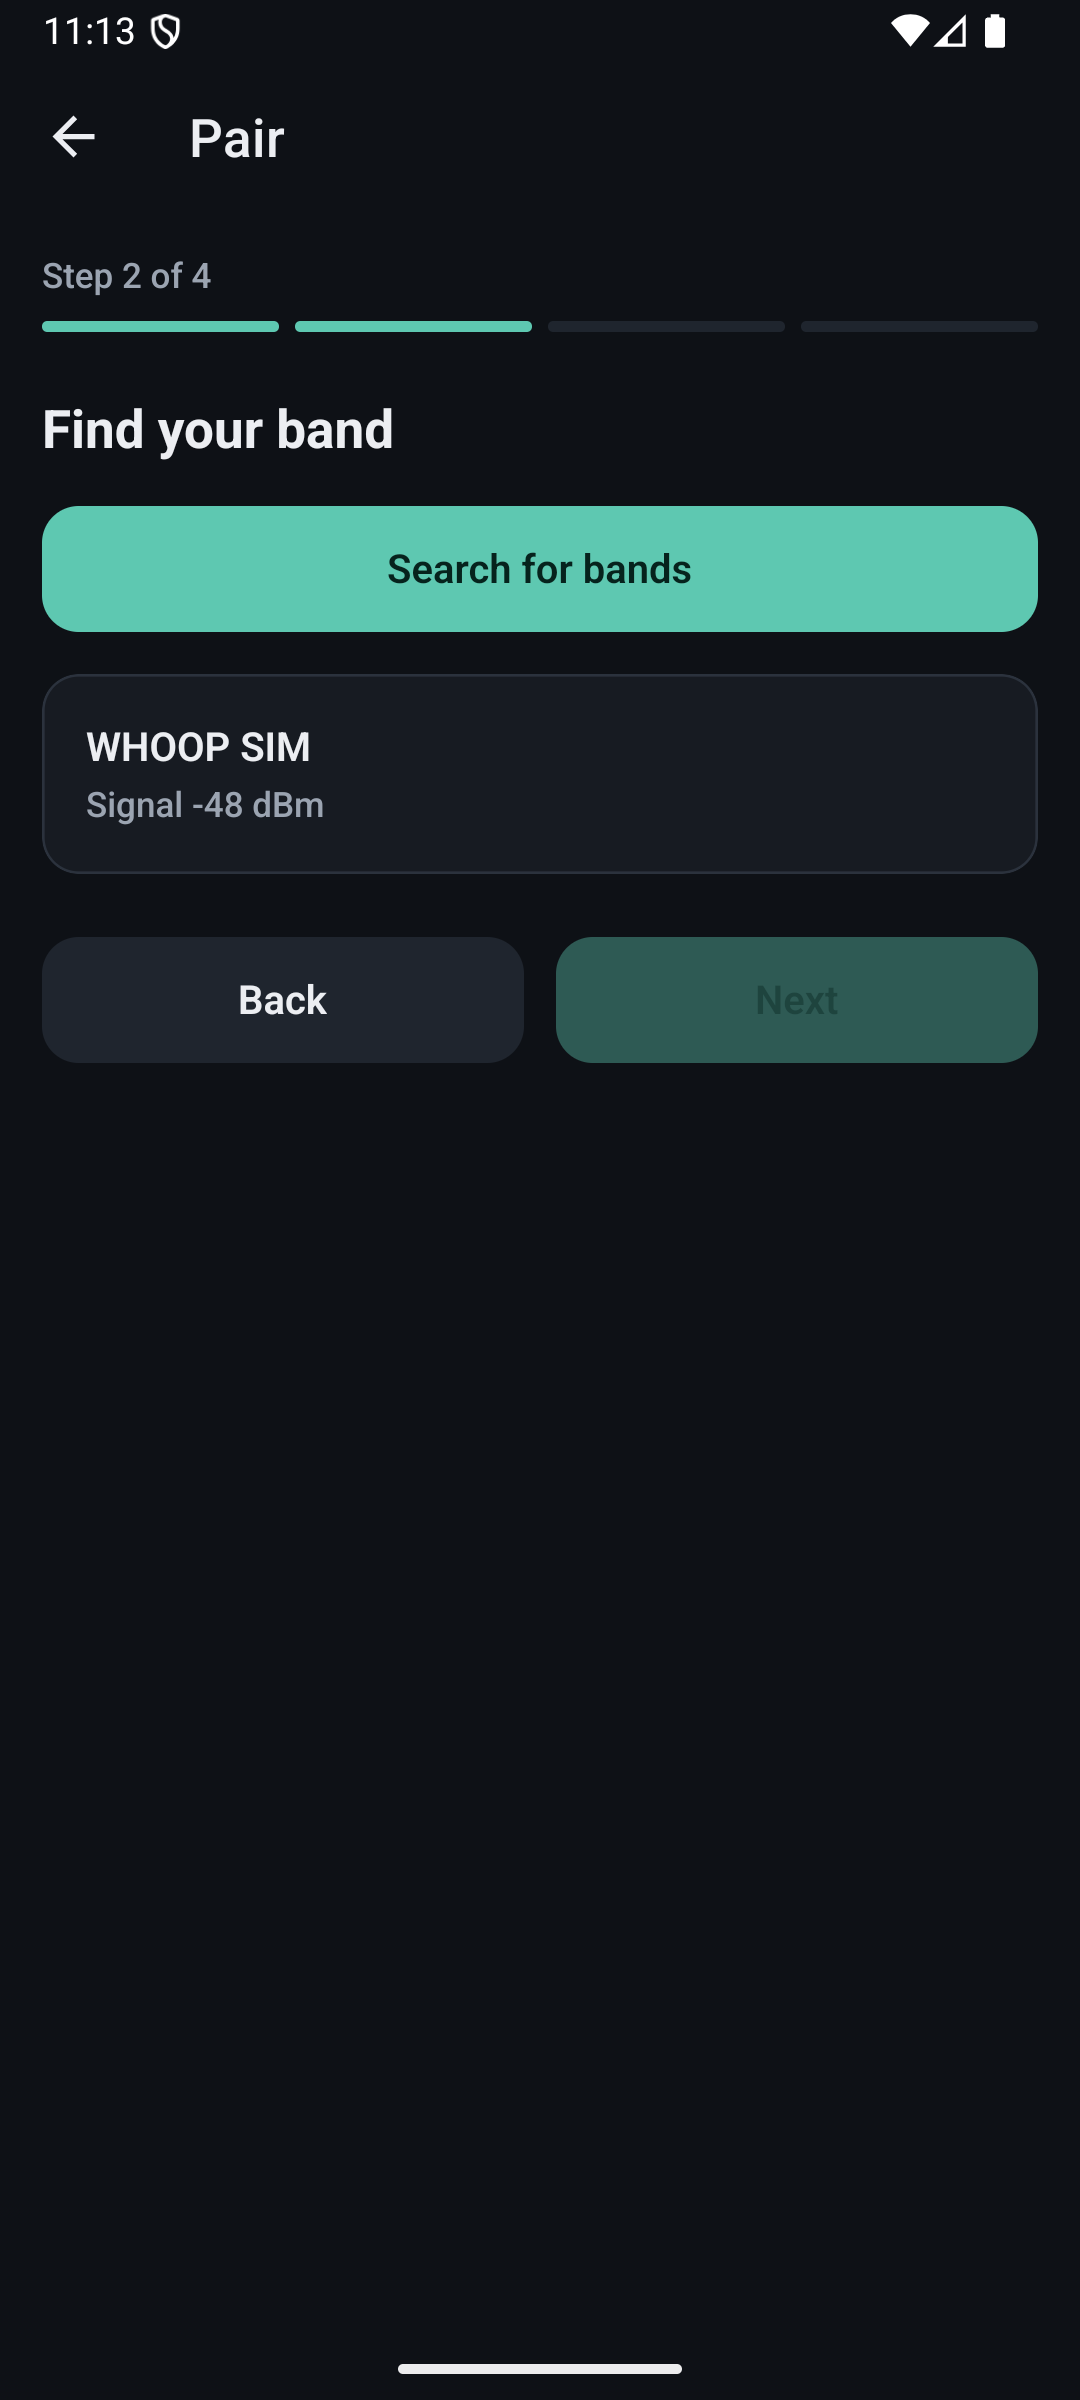 11:13
Pair
Step 2 of 4
Find your band
Search for bands
WHOOP SIM
Signal -48 dBm
Back
Next